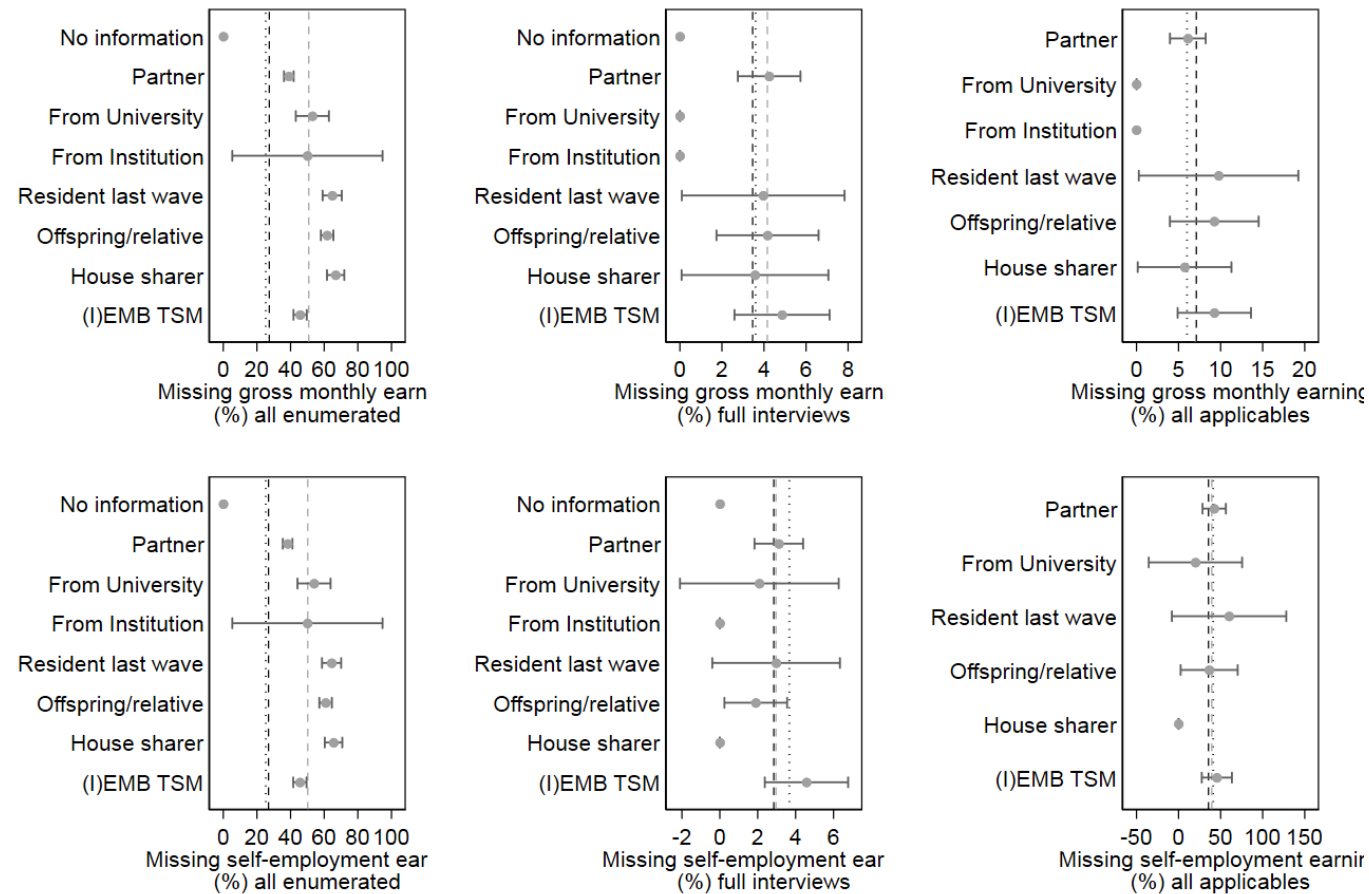 No information
Partner
From University
From Institution
Resident last wave
Offspring/relative
House sharer
(I)EMB TSM
0 20 40 60 80 100
Missing gross monthly earn
(%) all enumerated
No information
Partner
From University
From Institution
Resident last wave
Offspring/relative
House sharer
(I)EMB TSM
0 2 4 6 8
Missing gross monthly earn
(%) full interviews
Partner
From University
From Institution
Resident last wave
Offspring/relative
House sharer
(I)EMB TSM
0 5 10 15 20
Missing gross monthly earning
(%) all applicables
No information
Partner
From University
From Institution
Resident last wave
Offspring/relative
House sharer
(I)EMB TSM
0 20 40 60 80 100
Missing self-employment ear
(%) all enumerated
No information
Partner
From University
From Institution
Resident last wave
Offspring/relative
House sharer
(I)EMB TSM
-2 0 2 4 6
Missing self-employment ear
(%) full interviews
Partner
From University
Resident last wave
Offspring/relative
House sharer
(I)EMB TSM
-50 0 50 100 150
Missing self-employment earnin
(%) all applicables